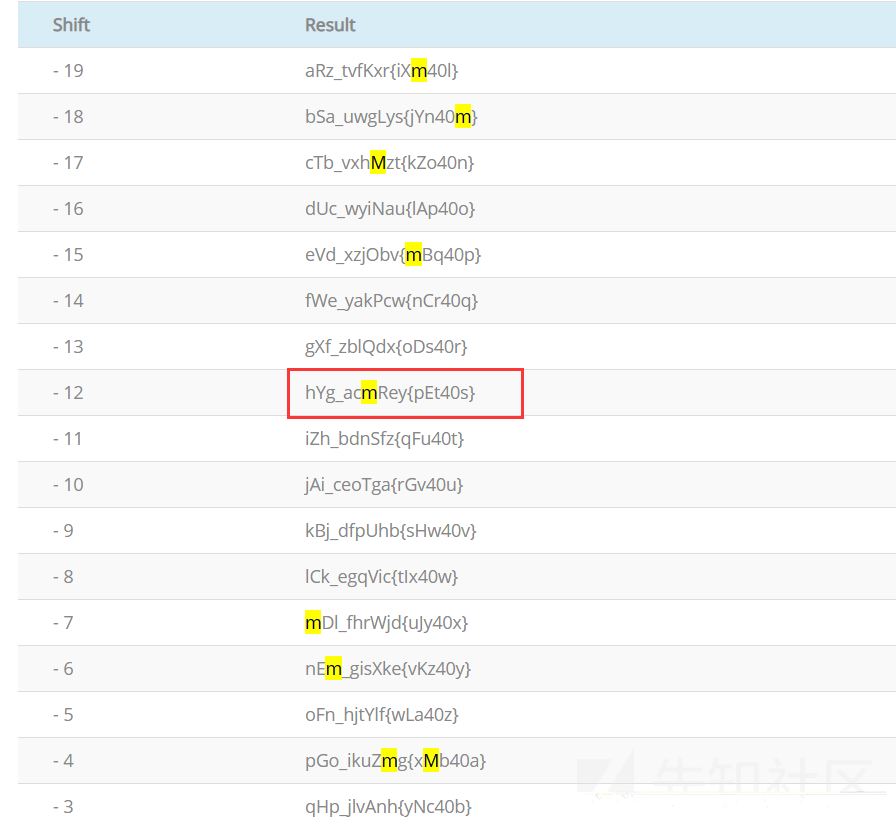 Shift Result
- 19 aRz_tvfKxr{iXm40l}
- 18 bSa_uwgLys{jYn40m}
- 17 cTb_vxhMzt{kZo40n}
- 16 dUc_wyiNau{lAp40o}
- 15 eVd_xzjObv{mBq40p}
- 14 fWe_yakPcw{nCr40q}
- 13 gXf_zblQdx{oDs40r}
- 12 hYg_acmRey{pEt40s}
- 11 iZh_bdnSfz{qFu40t}
- 10 jAi_ceoTga{rGv40u}
- 9 kBj_dfpUhb{sHw40v}
- 8 lCk_egqVic{tIx40w}
- 7 mDl_fhrWjd{uJy40x}
- 6 nEm_gisXke{vKz40y}
- 5 oFn_hjtYlf{wLa40z}
- 4 pGo_ikuZmg{xMb40a}
先知社区
- 3 qHp_jlvAnh{yNc40b}